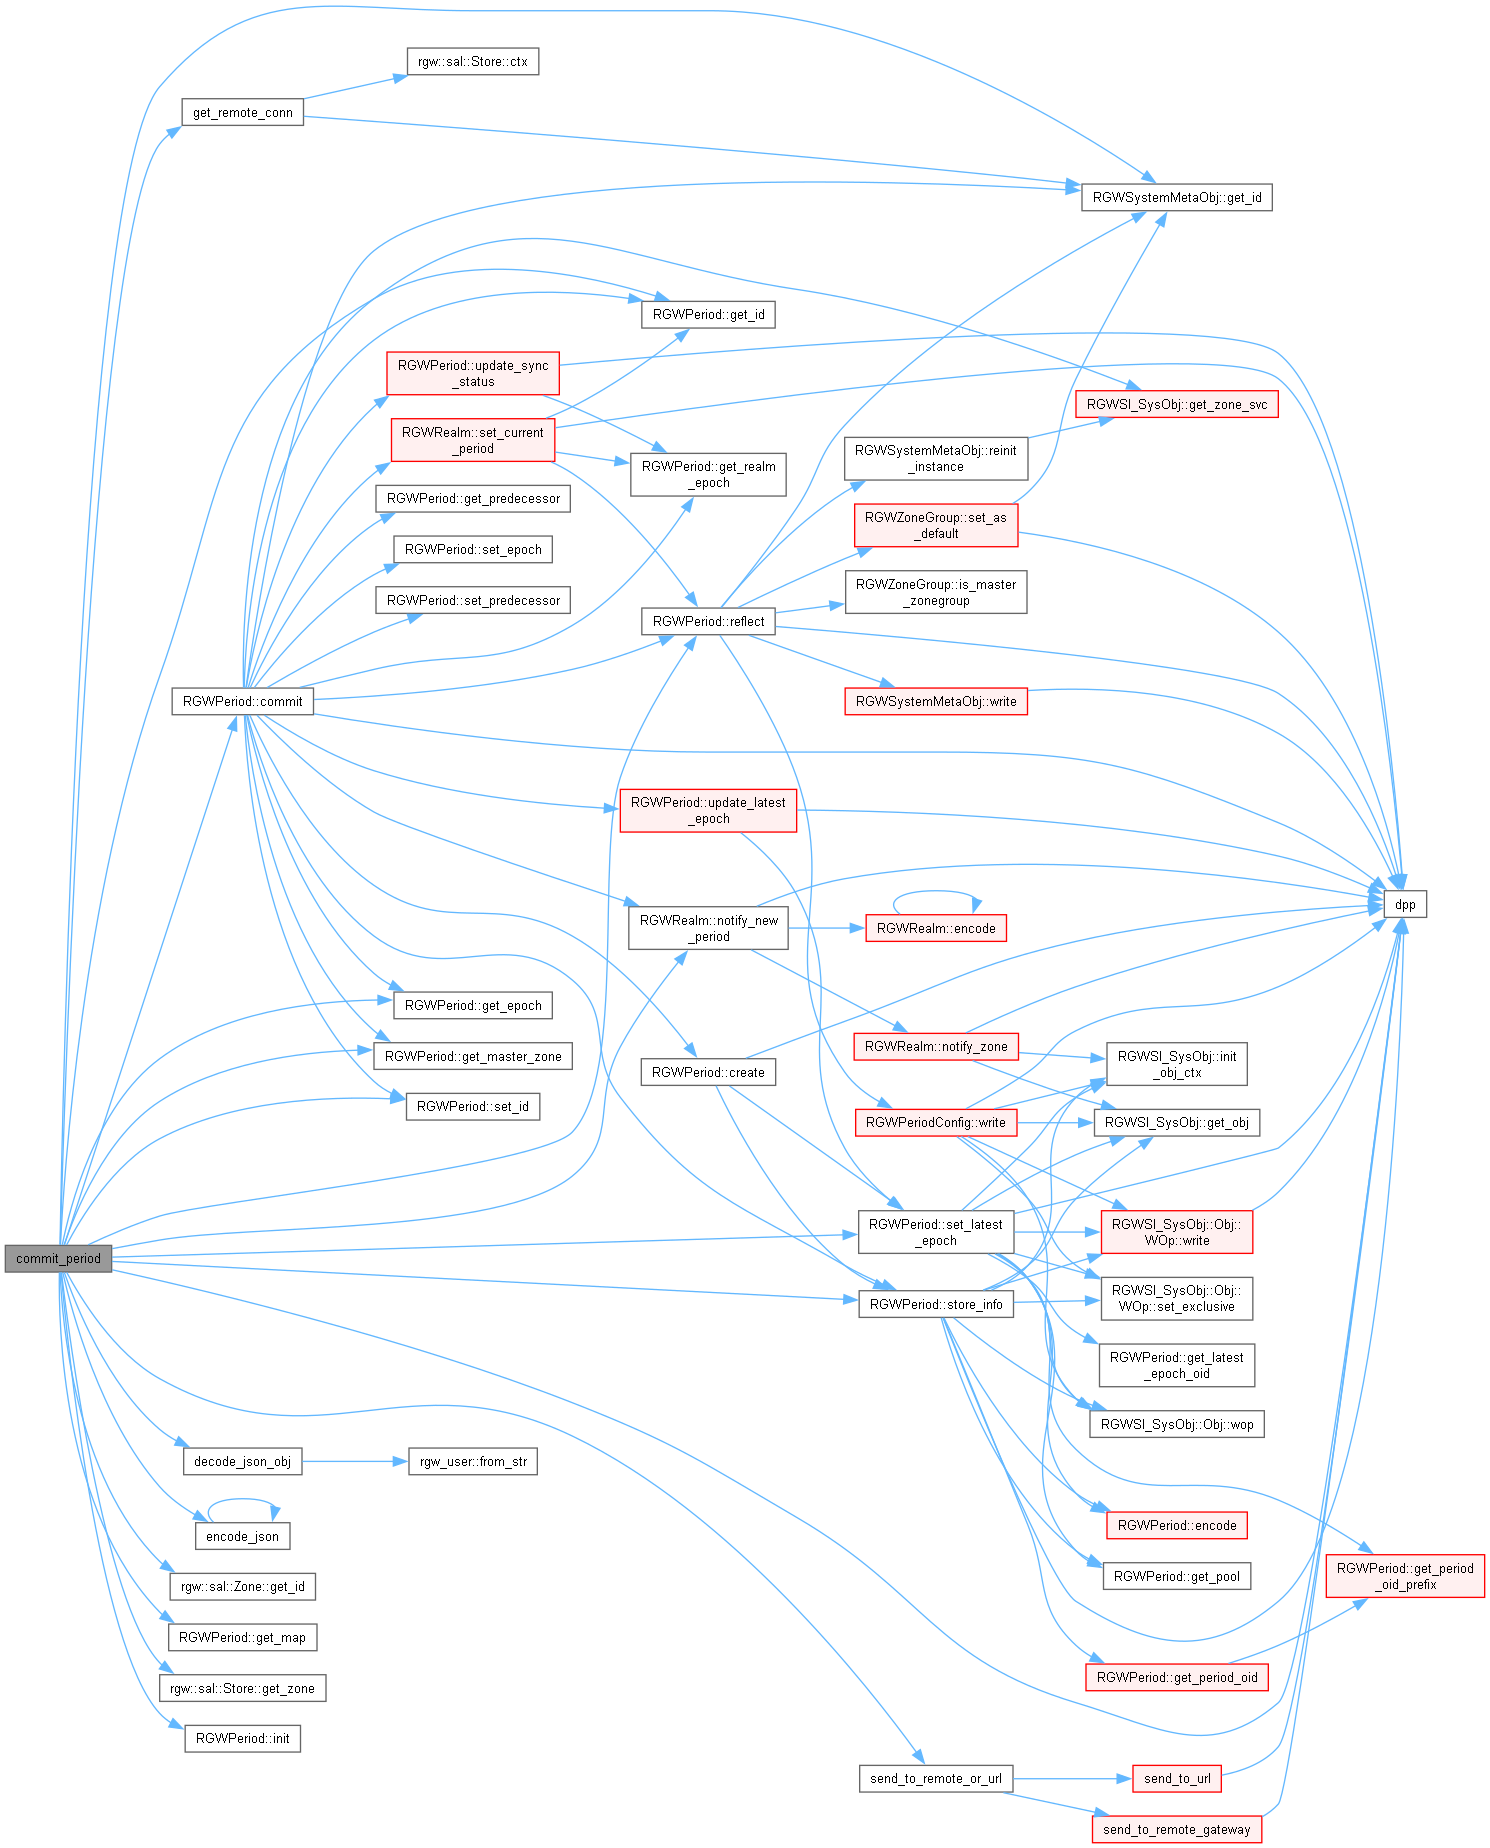 rgw::sal::Store::ctx
get_remote_conn
RGWSystemMetaObj::get_id
RGWPeriod::get_id
RGWPeriod::update_sync
_status
RGWSI_SysObj::get_zone_svc
RGWRealm::set_current
_period
RGWPeriod::get_realm
_epoch
RGWSystemMetaObj::reinit
_instance
RGWPeriod::get_predecessor
RGWZoneGroup::set_as
_default
RGWPeriod::set_epoch
RGWZoneGroup::is_master
_zonegroup
RGWPeriod::set_predecessor
RGWPeriod::reflect
RGWPeriod::commit
RGWSystemMetaObj::write
RGWPeriod::update_latest
_epoch
dpp
RGWRealm::notify_new
_period
RGWRealm::encode
RGWPeriod::get_epoch
RGWPeriod::get_master_zone
RGWRealm::notify_zone
RGWSI_SysObj::init
_obj_ctx
RGWPeriod::create
RGWPeriod::set_id
RGWPeriodConfig::write
RGWSI_SysObj::get_obj
RGWPeriod::set_latest
_epoch
RGWSI_SysObj::Obj::
WOp::write
commit_period
RGWPeriod::store_info
RGWSI_SysObj::Obj::
WOp::set_exclusive
RGWPeriod::get_latest
_epoch_oid
RGWSI_SysObj::Obj::wop
decode_json_obj
rgw_user::from_str
encode_json
RGWPeriod::encode
RGWPeriod::get_period
_oid_prefix
rgw::sal::Zone::get_id
RGWPeriod::get_pool
RGWPeriod::get_map
RGWPeriod::get_period_oid
rgw::sal::Store::get_zone
RGWPeriod::init
send_to_remote_or_url
send_to_url
send_to_remote_gateway